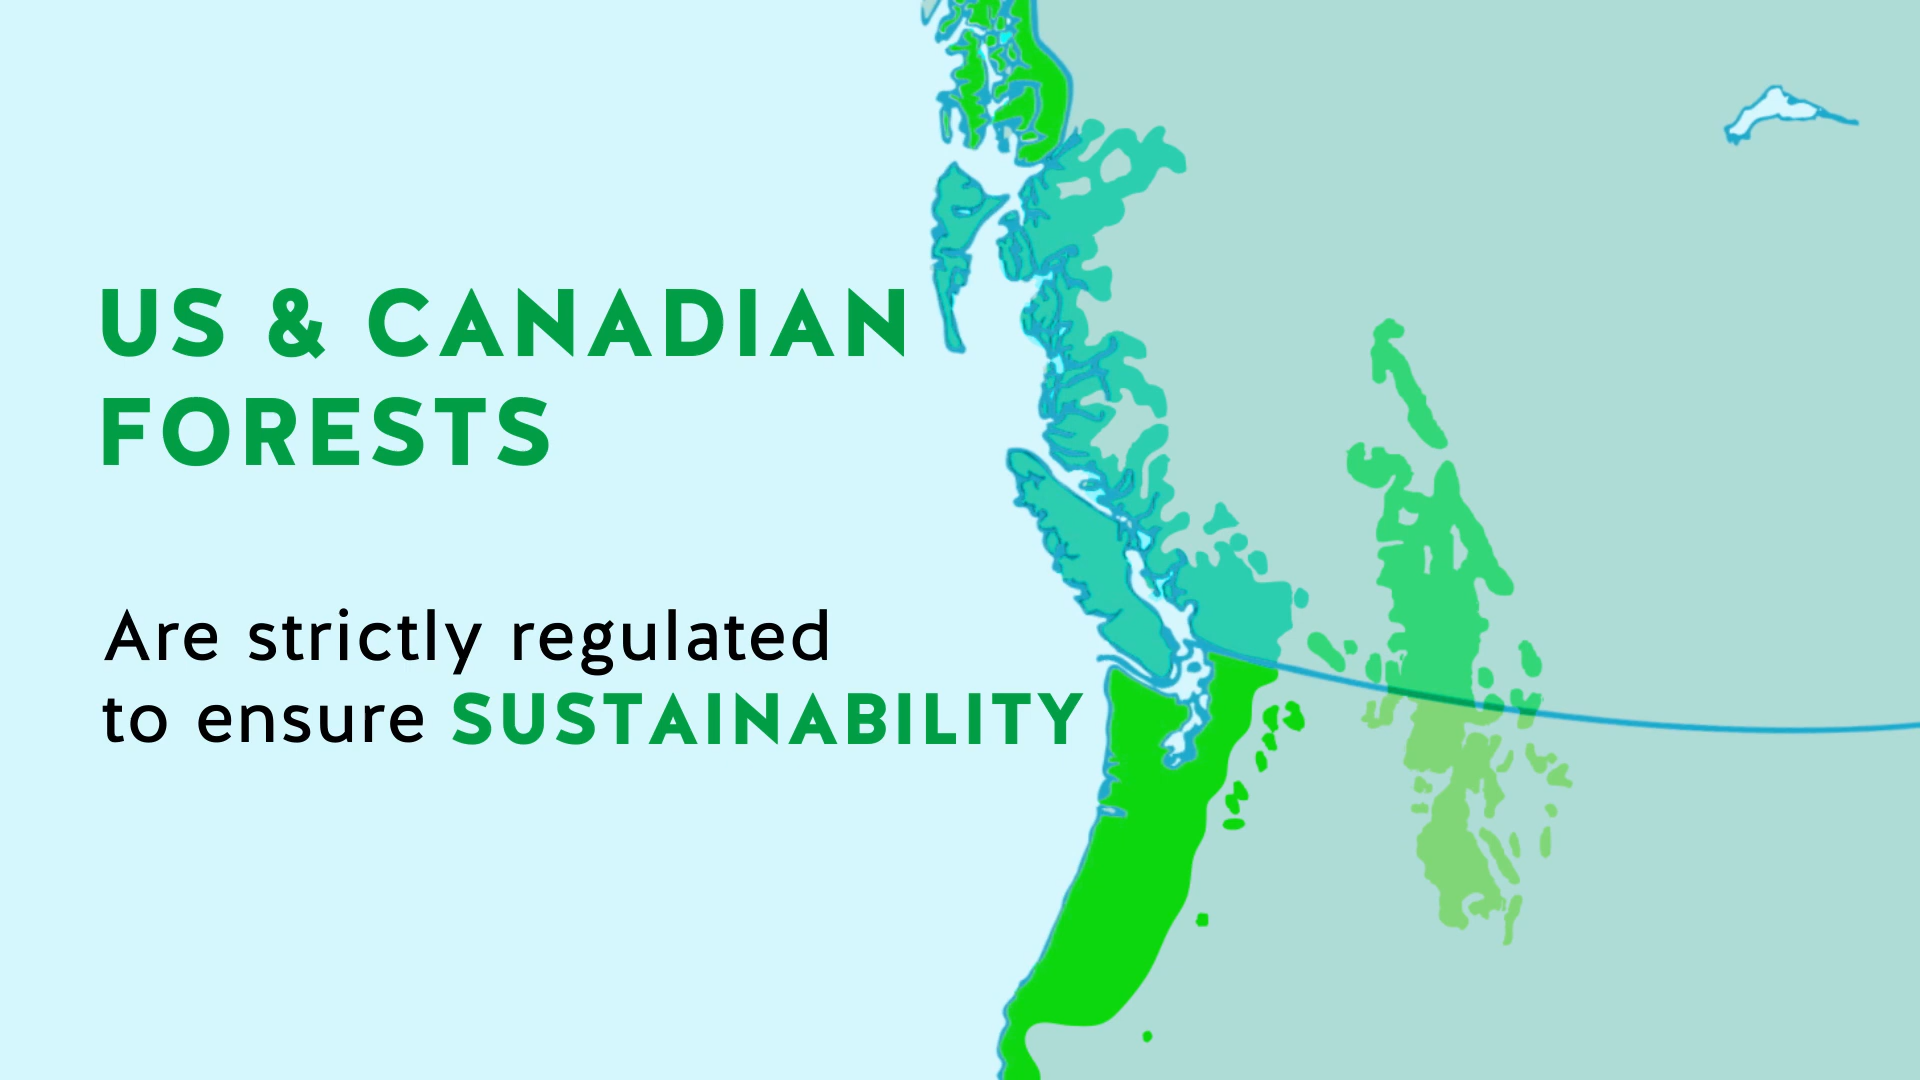 US & CANADIAN
FORESTS
Are strictly regulated
to ensure SUSTAINABILITY